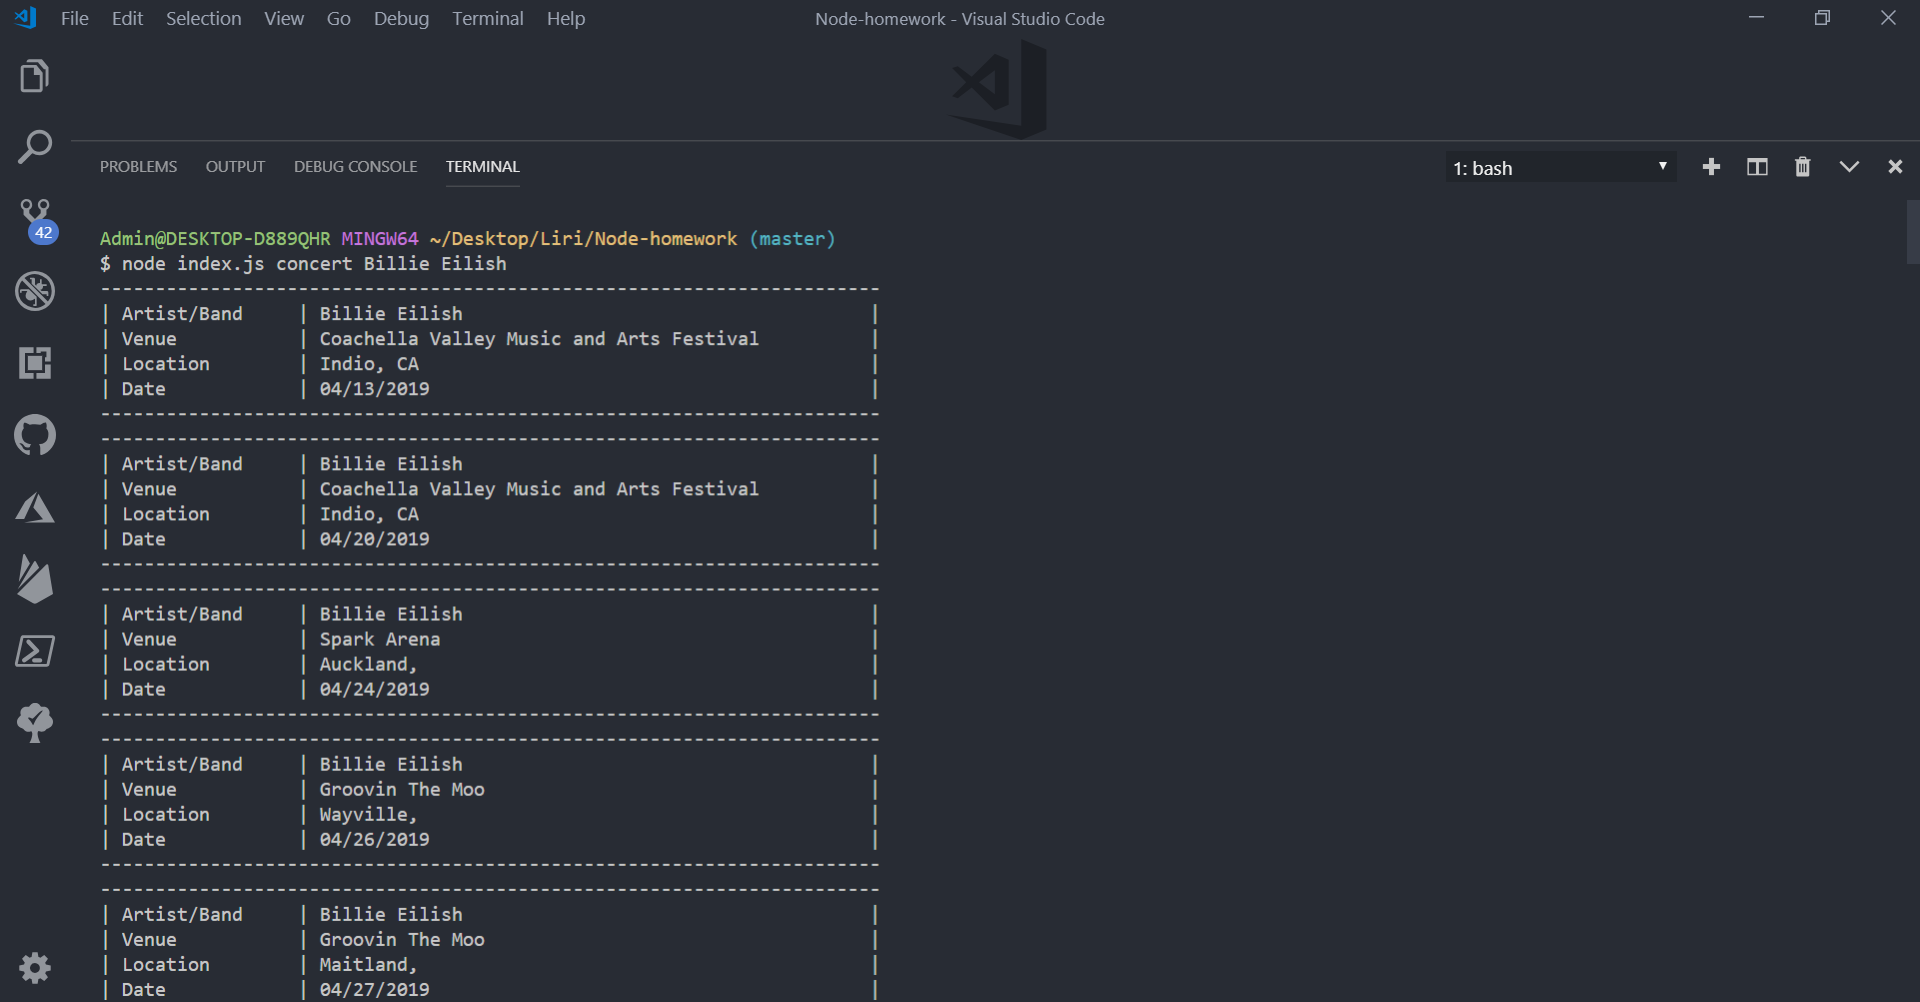 File Edit Selection View Go Debug Terminal Help Node-homework - Visual Studio Code
PROBLEMS OUTPUT DEBUG CONSOLE TERMINAL 1: bash
42
Admin@DESKTOP-D889QHR MINGW64 ~/Desktop/Liri/Node-homework (master)
$ node index.js concert Billie Eilish
-----------------------------------------------------------------------
| Artist/Band     | Billie Eilish                                     |
| Venue           | Coachella Valley Music and Arts Festival          |
| Location        | Indio, CA                                         |
| Date            | 04/13/2019                                        |
-----------------------------------------------------------------------
-----------------------------------------------------------------------
| Artist/Band     | Billie Eilish                                     |
| Venue           | Coachella Valley Music and Arts Festival          |
| Location        | Indio, CA                                         |
| Date            | 04/20/2019                                        |
-----------------------------------------------------------------------
-----------------------------------------------------------------------
| Artist/Band     | Billie Eilish                                     |
| Venue           | Spark Arena                                       |
| Location        | Auckland,                                         |
| Date            | 04/24/2019                                        |
-----------------------------------------------------------------------
-----------------------------------------------------------------------
| Artist/Band     | Billie Eilish                                     |
| Venue           | Groovin The Moo                                   |
| Location        | Wayville,                                         |
| Date            | 04/26/2019                                        |
-----------------------------------------------------------------------
-----------------------------------------------------------------------
| Artist/Band     | Billie Eilish                                     |
| Venue           | Groovin The Moo                                   |
| Location        | Maitland,                                         |
| Date            | 04/27/2019                                        |